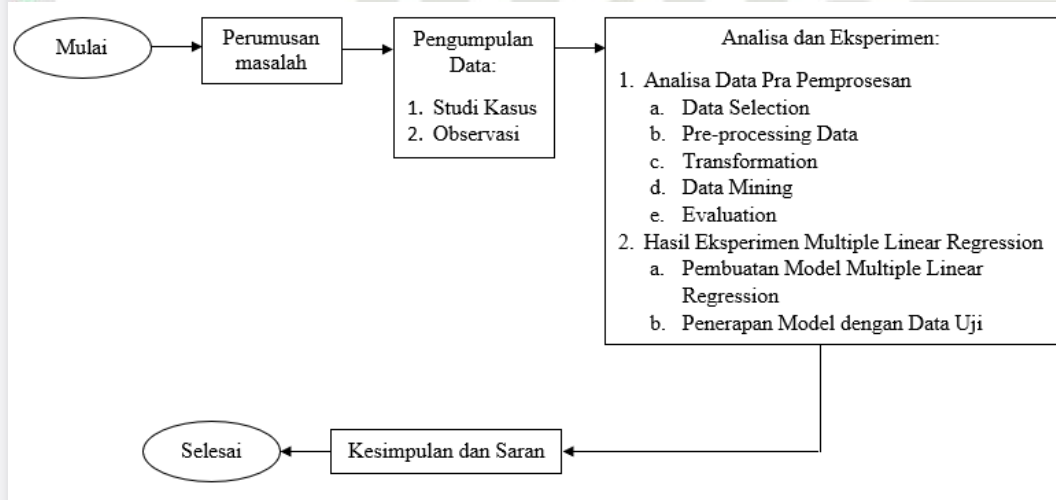 Mulai
Perumusan
masalah
Pengumpulan
Data:
1. Studi Kasus
2. Observasi
Analisa dan Eksperimen:
1. Analisa Data Pra Pemprosesan
a. Data Selection
b. Pre-processing Data
c. Transformation
d. Data Mining
e. Evaluation
2. Hasil Eksperimen Multiple Linear Regression
a. Pembuatan Model Multiple Linear
Regression
b. Penerapan Model dengan Data Uji
Kesimpulan dan Saran
Selesai